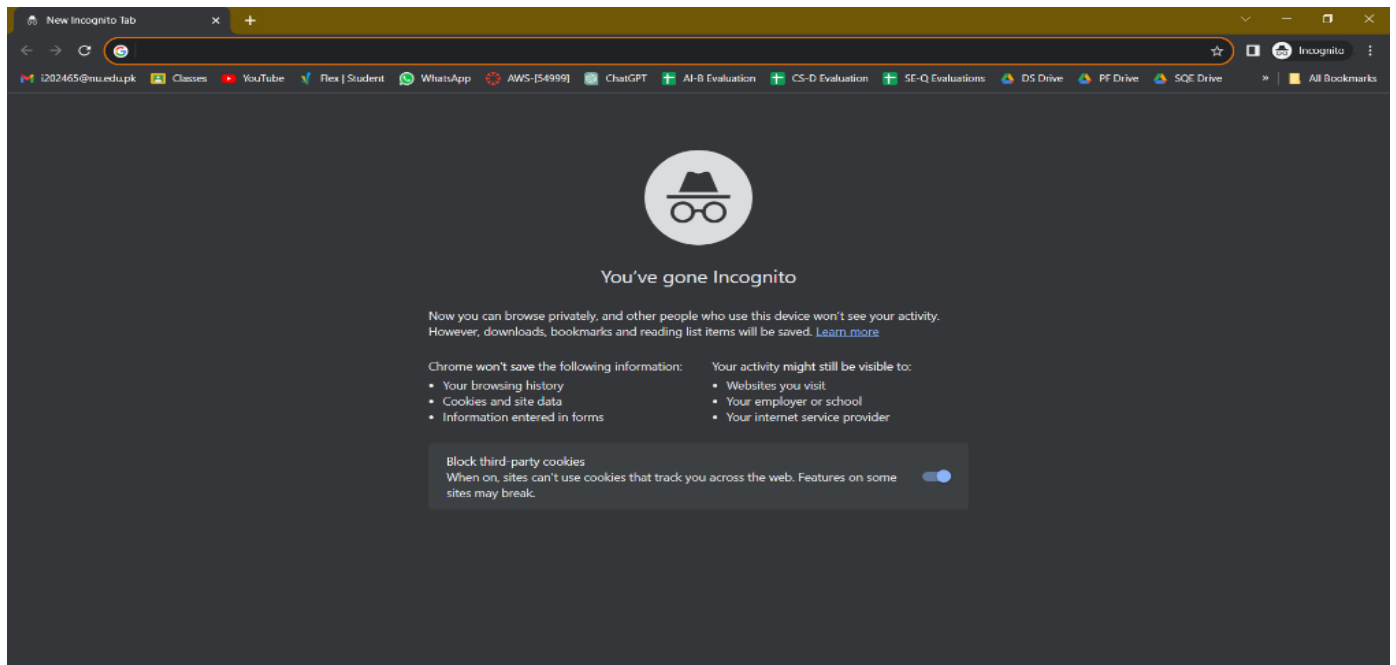 New Incognito Tab
Incognito
i202465@nu.edu.pk Classes YouTube Flex | Student WhatsApp AWS-[54999] ChatGPT AI-B Evaluation CS-D Evaluation SE-Q Evaluations DS Drive PF Drive SQE Drive » All Bookmarks
You've gone Incognito
Now you can browse privately, and other people who use this device won't see your activity.
However, downloads, bookmarks and reading list items will be saved. Learn more
Chrome won't save the following information:
• Your browsing history
• Cookies and site data
• Information entered in forms
Your activity might still be visible to:
• Websites you visit
• Your employer or school
• Your internet service provider
Block third-party cookies
When on, sites can't use cookies that track you across the web. Features on some
sites may break.